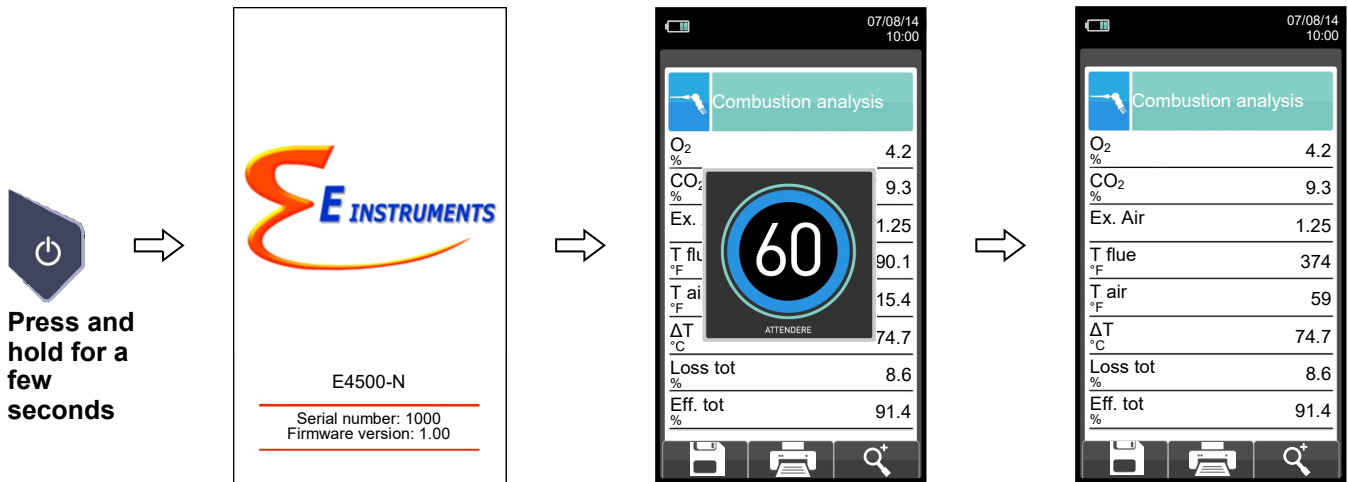 Press and
hold for a
few
seconds
E INSTRUMENTS
E4500-N
Serial number: 1000
Firmware version: 1.00
07/08/14
10:00
Combustion analysis
O2
%
4.2
CO2
%
9.3
Ex.
1.25
T flu
°F
90.1
T ai
°F
15.4
ΔT
°C
74.7
Loss tot
%
8.6
Eff. tot
%
91.4
60
ATTENDERE
07/08/14
10:00
Combustion analysis
O2
%
4.2
CO2
%
9.3
Ex. Air
1.25
T flue
°F
374
T air
°F
59
ΔT
°C
74.7
Loss tot
%
8.6
Eff. tot
%
91.4